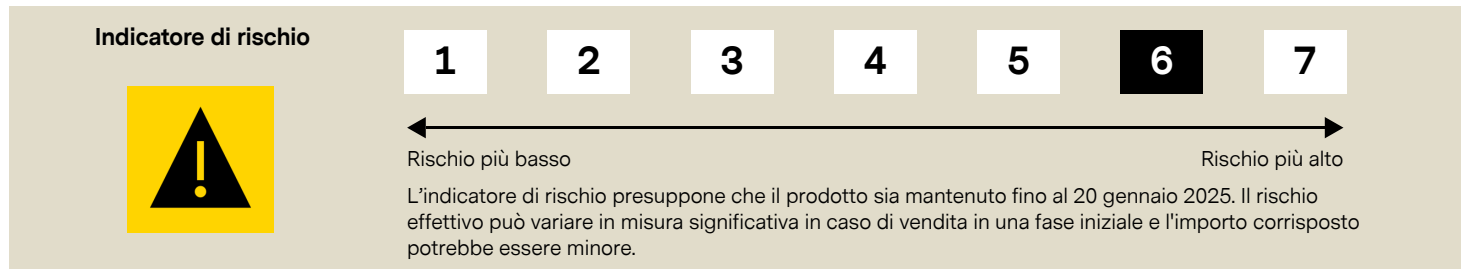 Indicatore di rischio
1 2 3 4 5 6 7
Rischio più basso Rischio più alto
L'indicatore di rischio presuppone che il prodotto sia mantenuto fino al 20 gennaio 2025. Il rischio
effettivo può variare in misura significativa in caso di vendita in una fase iniziale e l'importo corrisposto
potrebbe essere minore.